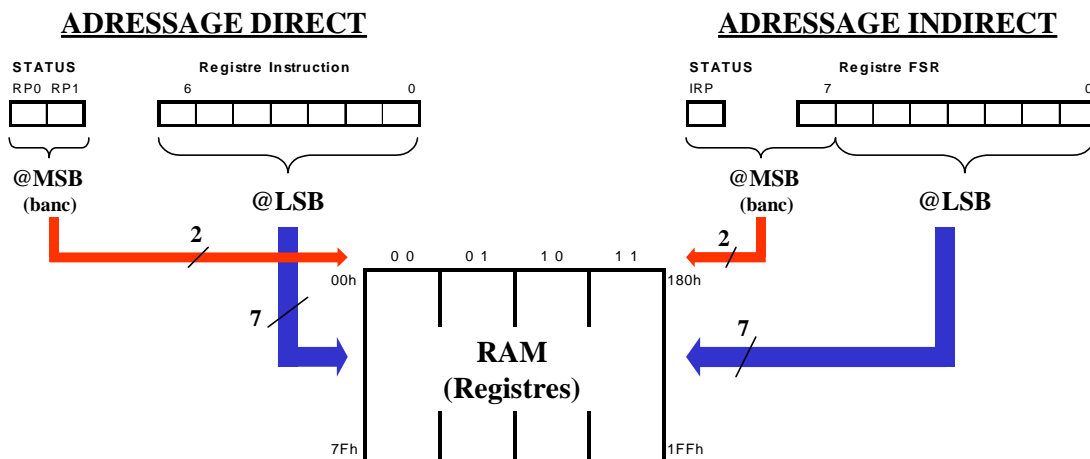 ADRESSAGE DIRECT
ADRESSAGE INDIRECT
STATUS
Registre Instruction
STATUS
Registre FSR
RP0 RP1
6
0
IRP
7
0
@MSB
(banc)
@LSB
@MSB
(banc)
@LSB
2
2
00 01 10 11
00h
180h
7
7
RAM
(Registres)
7Fh
1FFh